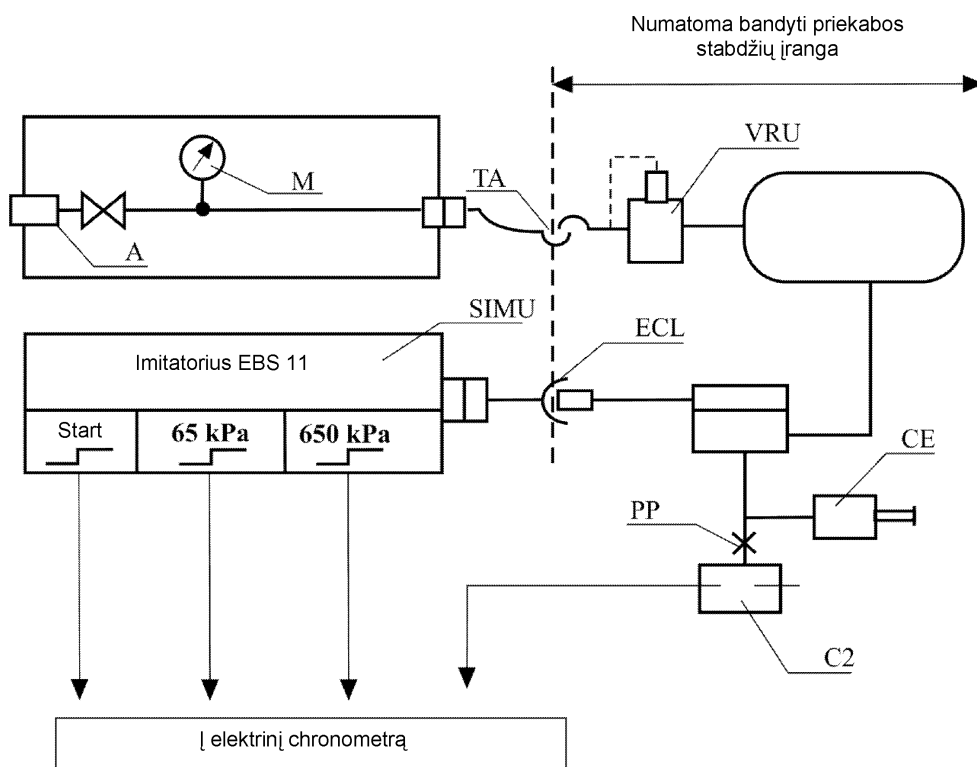 Numatoma bandyti priekabos
stabdžių įranga
VRU
M
TA
A
SIMU
ECL
Imitatorius EBS 11
Start
65 kPa
650 kPa
CE
PP
C2
Į elektrinį chronometrą